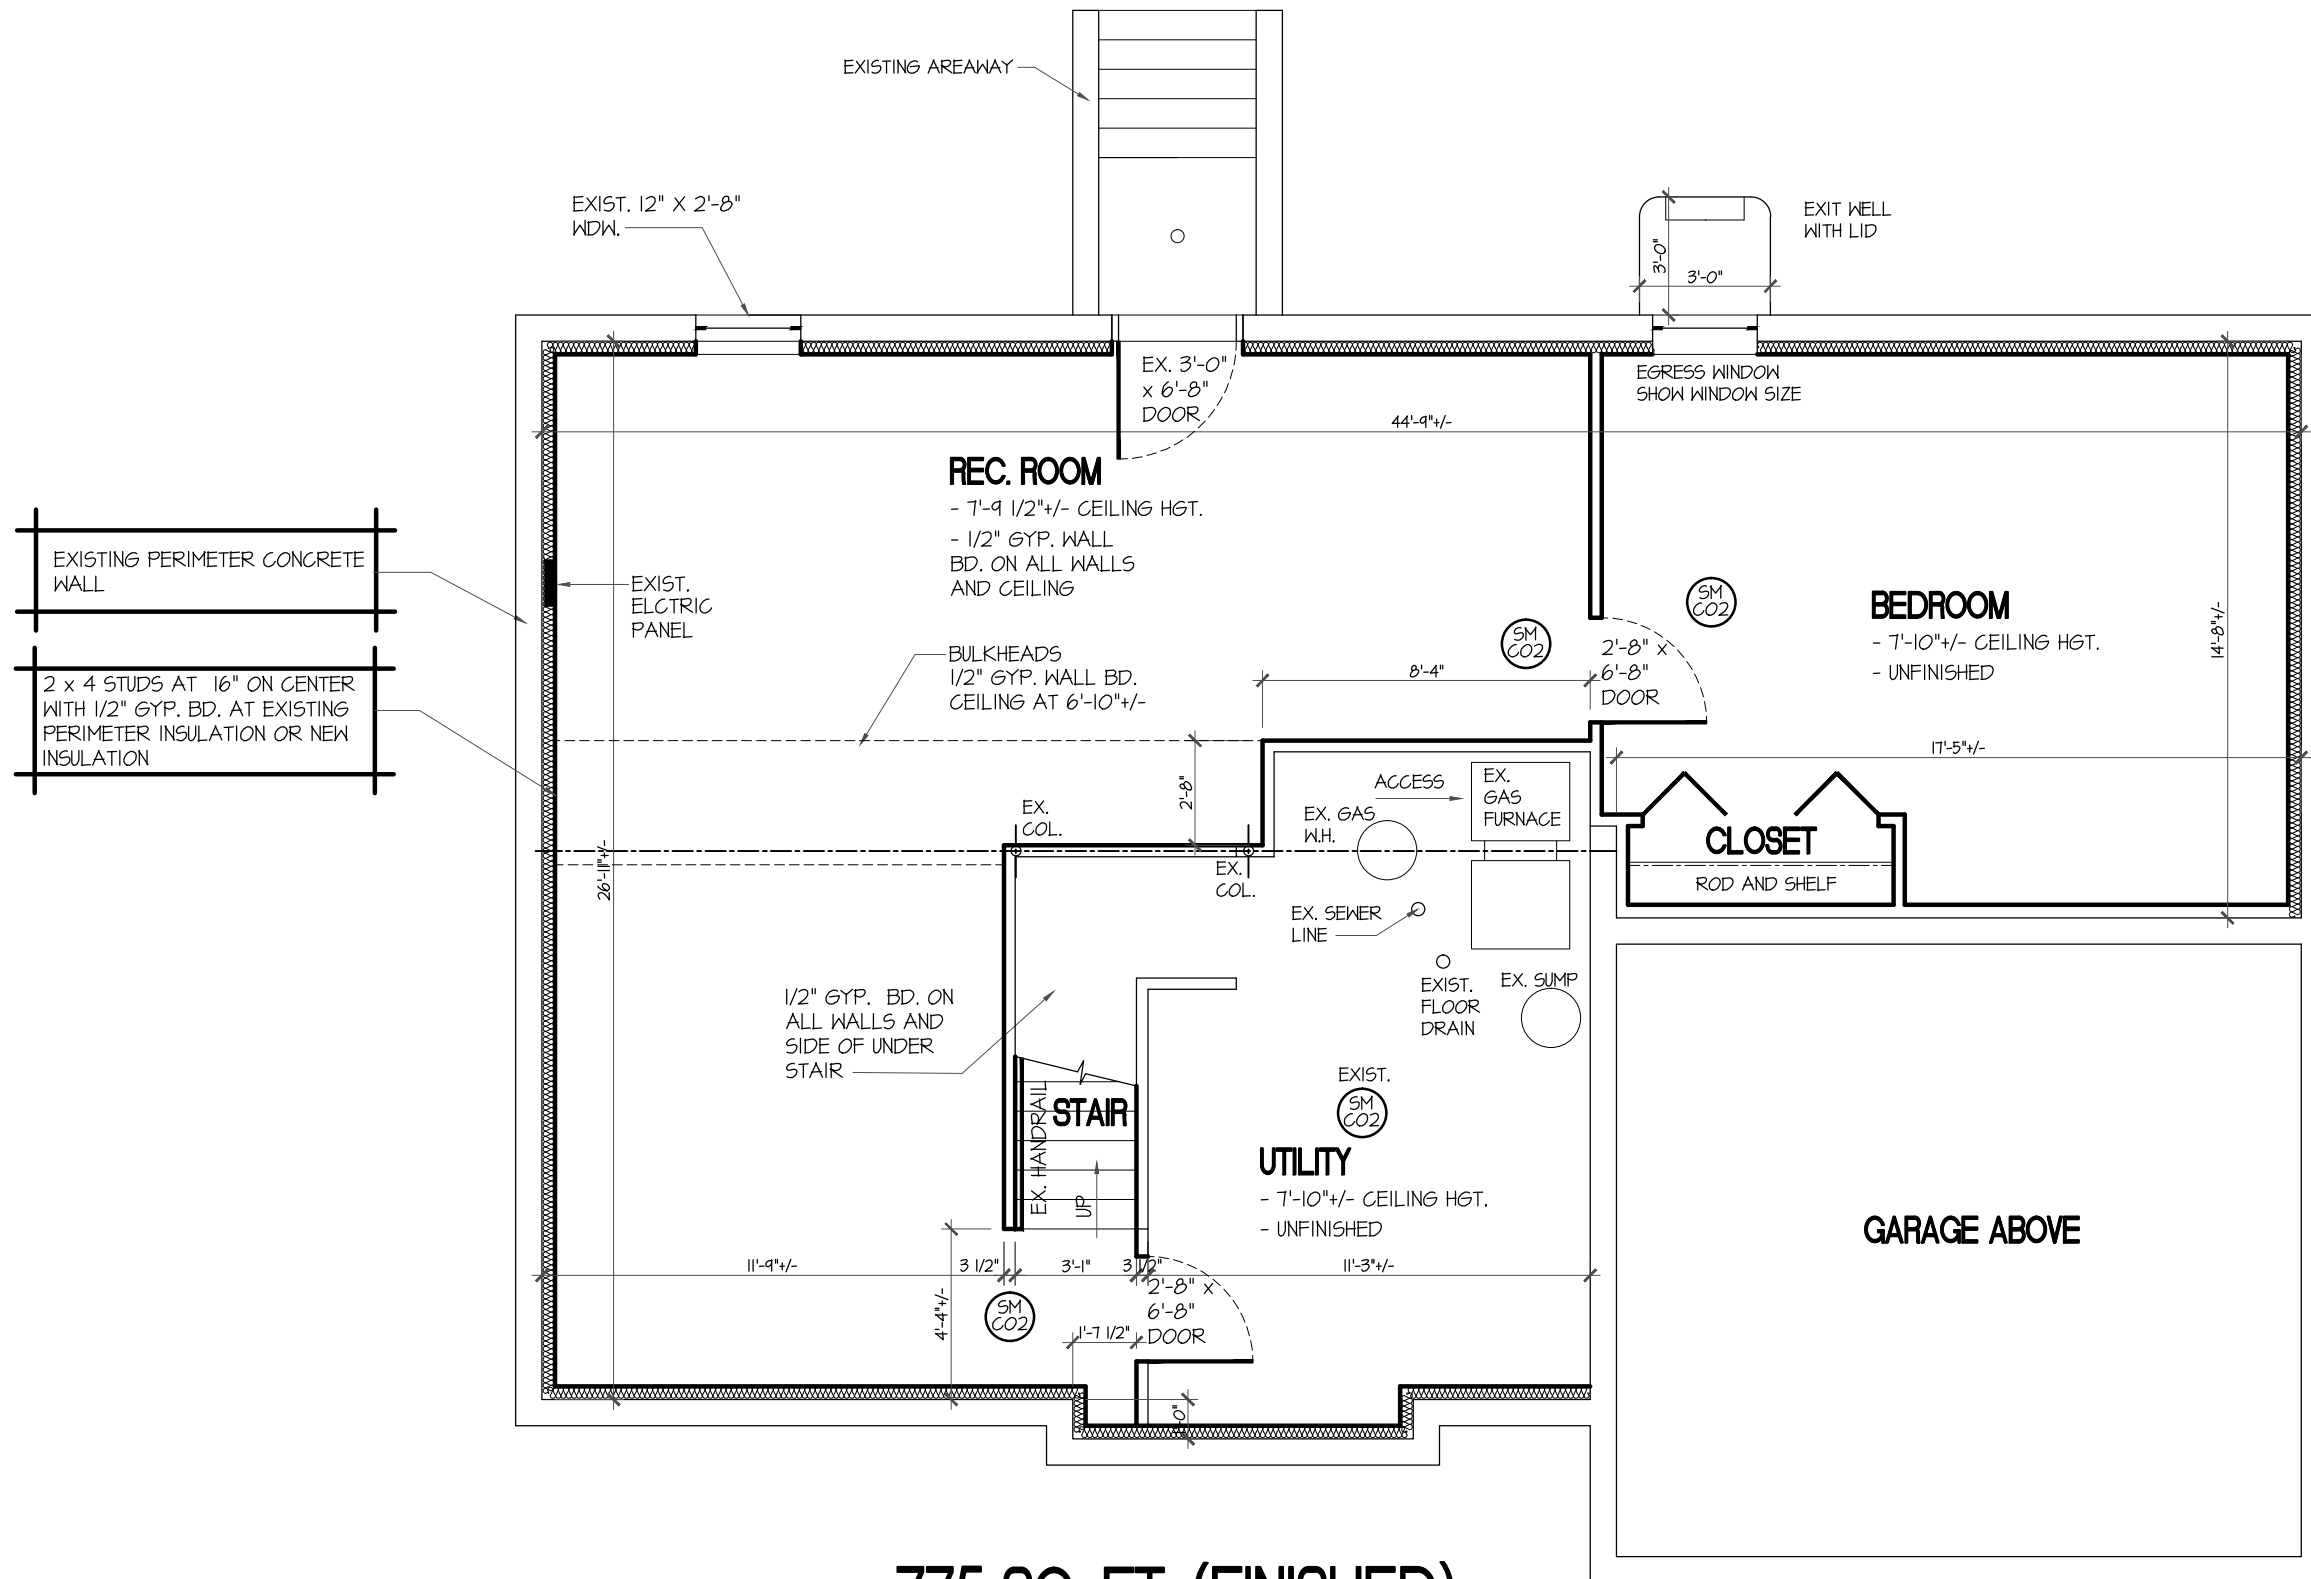 EXISTING AREAWAY
EXIST. 12" X 2'-8"
WDW.
EXIT WELL
WITH LID
3'-0"
3'-0"
EX. 3'-0"
x 6'-8"
DOOR
EGRESS WINDOW
SHOW WINDOW SIZE
44'-9"+/-
REC. ROOM
- 7'-9 1/2"+/- CEILING HGT.
- 1/2" GYP. WALL
BD. ON ALL WALLS
AND CEILING
EXISTING PERIMETER CONCRETE
WALL
EXIST.
ELCTRIC
PANEL
2 x 4 STUDS AT 16" ON CENTER
WITH 1/2" GYP. BD. AT EXISTING
PERIMETER INSULATION OR NEW
INSULATION
BULKHEADS
1/2" GYP. WALL BD.
CEILING AT 6'-10"+/-
SM
CO2
SM
CO2
2'-8" x
6'-8"
DOOR
BEDROOM
- 7'-10"+/- CEILING HGT.
- UNFINISHED
14'-8"+/-
8'-4"
17'-5"+/-
2'-8"
ACCESS
EX.
GAS
FURNACE
EX. GAS
W.H.
EX.
COL.
EX.
COL.
CLOSET
ROD AND SHELF
26'-11"+/-
EX. SEWER
LINE
EXIST.
FLOOR
DRAIN
EX. SUMP
1/2" GYP. BD. ON
ALL WALLS AND
SIDE OF UNDER
STAIR
EX. HANDRAIL
STAIR
UP
EXIST.
SM
CO2
UTILITY
- 7'-10"+/- CEILING HGT.
- UNFINISHED
GARAGE ABOVE
11'-9"+/-
3 1/2"
3'-1"
3 1/2"
11'-3"+/-
4'-4"+/-
SM
CO2
2'-8" x
6'-8"
DOOR
1'-7 1/2"
1'-0"
775 SQ. FT. (FINISHED)